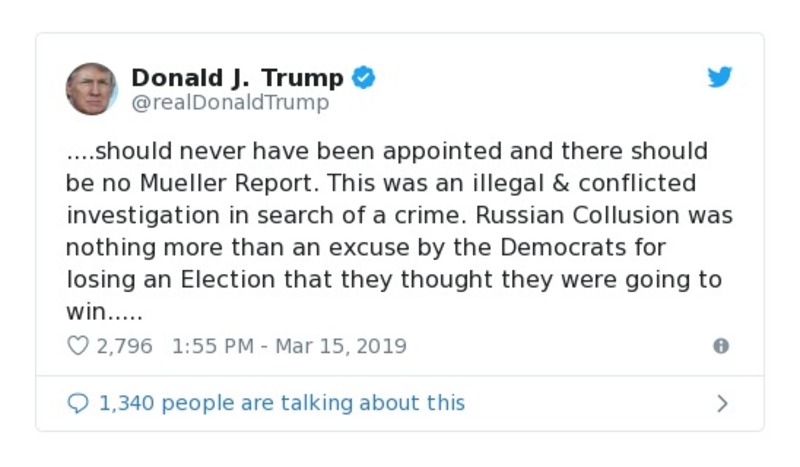 Donald J. Trump
@realDonaldTrump
....should never have been appointed and there should
be no Mueller Report. This was an illegal & conflicted
investigation in search of a crime. Russian Collusion was
nothing more than an excuse by the Democrats for
losing an Election that they thought they were going to
win.....
2,796 1:55 PM - Mar 15, 2019
1,340 people are talking about this